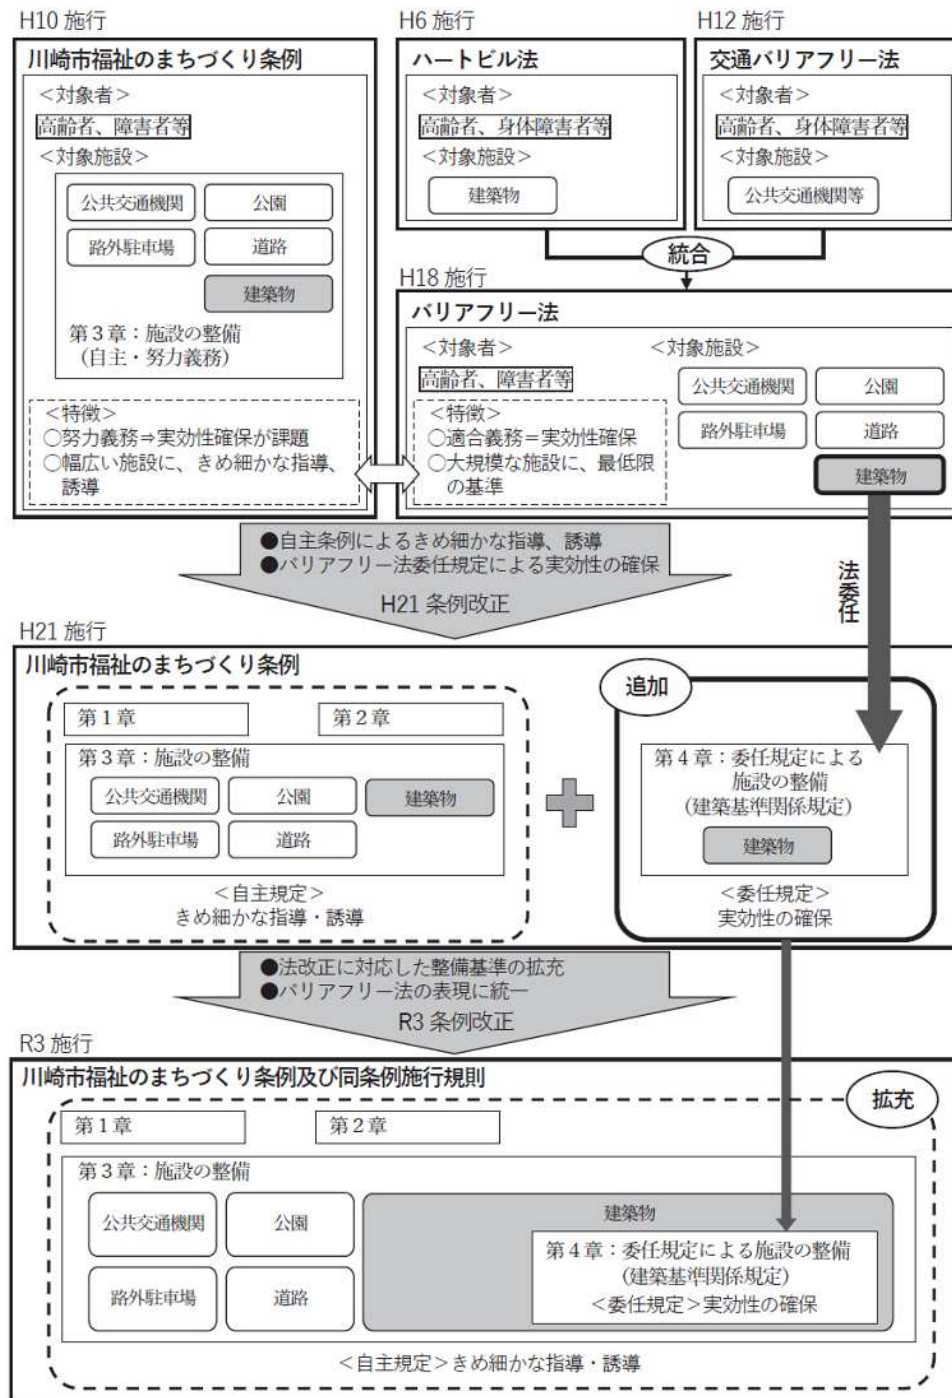 H10 施行
川崎市福祉のまちづくり条例
＜対象者＞
高齢者、障害者等
＜対象施設＞
公共交通機関
公園
路外駐車場
道路
建築物
第３章：施設の整備
（自主・努力義務）
＜特徴＞
○努力義務⇒実効性確保が課題
○幅広い施設に、きめ細かな指導、
誘導
H6 施行
ハートビル法
＜対象者＞
高齢者、身体障害者等
＜対象施設＞
建築物
H12 施行
交通バリアフリー法
＜対象者＞
高齢者、身体障害者等
＜対象施設＞
公共交通機関等
統合
H18 施行
バリアフリー法
＜対象者＞
高齢者、障害者等
＜特徴＞
○適合義務＝実効性確保
○大規模な施設に、最低限
の基準
＜対象施設＞
公共交通機関
公園
路外駐車場
道路
建築物
法委任
●自主条例によるきめ細かな指導、誘導
●バリアフリー法委任規定による実効性の確保
H21 条例改正
H21 施行
川崎市福祉のまちづくり条例
第１章
第２章
第３章：施設の整備
公共交通機関
公園
建築物
路外駐車場
道路
＜自主規定＞
きめ細かな指導・誘導
追加
第４章：委任規定による
施設の整備
（建築基準関係規定）
建築物
＜委任規定＞
実効性の確保
●法改正に対応した整備基準の拡充
●バリアフリー法の表現に統一
R3 条例改正
R3 施行
川崎市福祉のまちづくり条例及び同条例施行規則
拡充
第１章
第２章
第３章：施設の整備
公共交通機関
公園
路外駐車場
道路
建築物
第４章：委任規定による施設の整備
（建築基準関係規定）
＜委任規定＞実効性の確保
＜自主規定＞きめ細かな指導・誘導